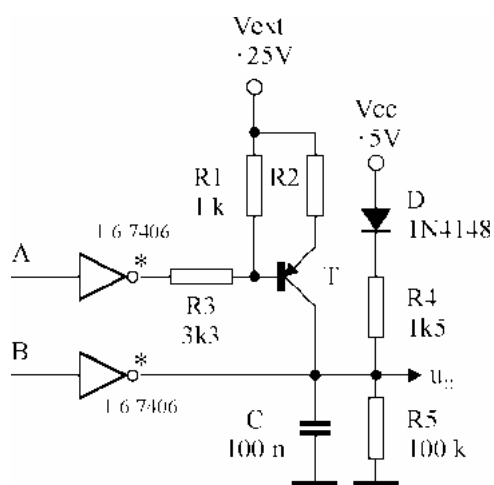 Vext
·25V
Vcc
·5V
R1
1 k
R2
D
1N4148
1 6 7406
A
*
T
R3
3k3
R4
1k5
B
*
1 6 7406
C
100 n
R5
100 k